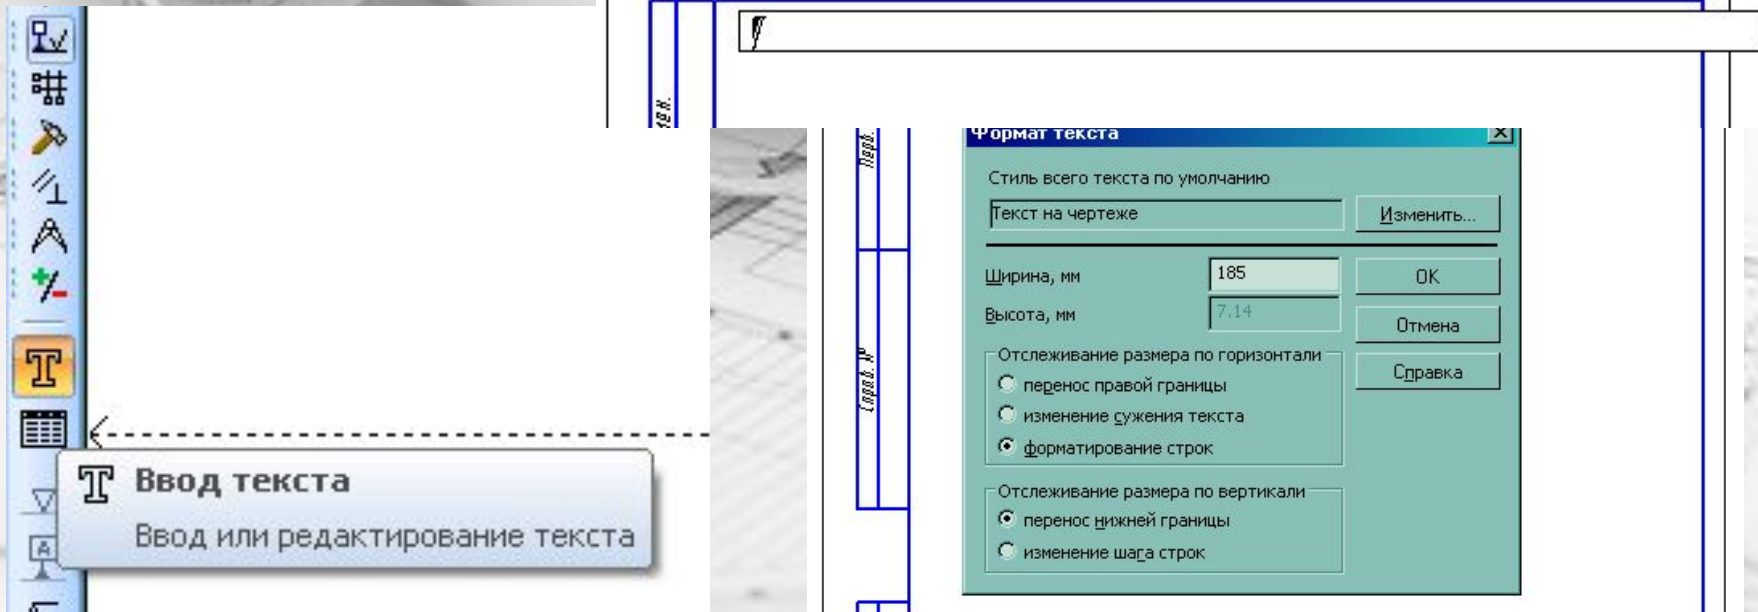 Ввод текста
Ввод или редактирование текста
A
Формат текста
Стиль всего текста по умолчанию
Текст на чертеже
Изменить...
Ширина, мм
185
OK
Высота, мм
7.14
Отмена
Отслеживание размера по горизонтали
Справка
перенос правой границы
изменение сужения текста
форматирование строк
Отслеживание размера по вертикали
перенос нижней границы
изменение шага строк
Справ. №